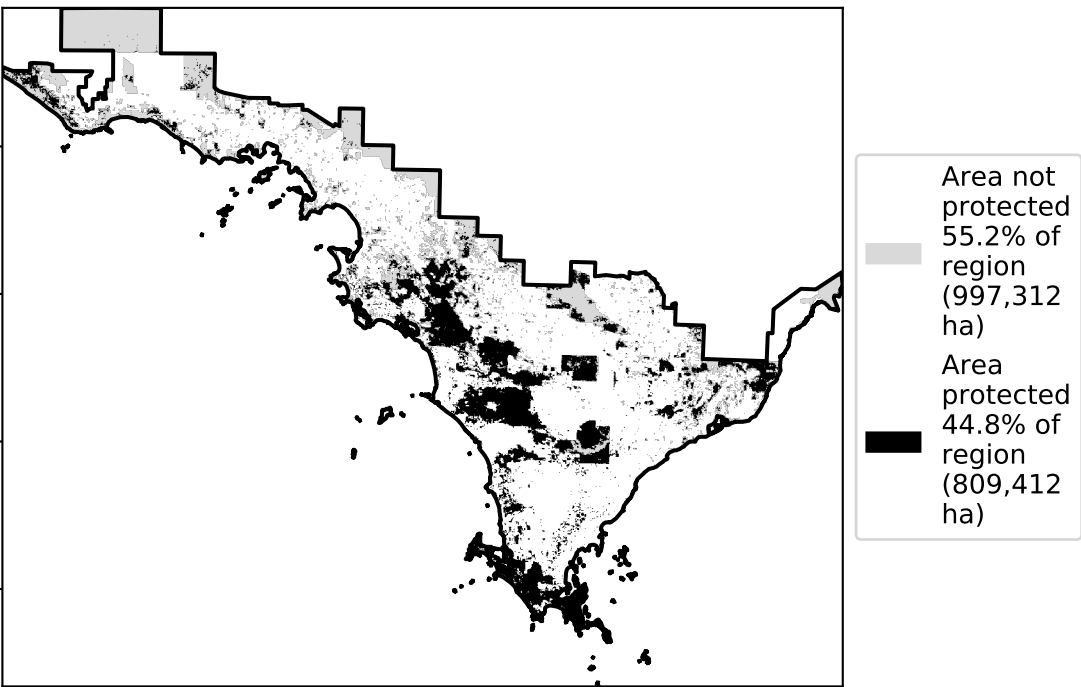 Area not
protected
55.2% of
region
(997,312
ha)
Area
protected
44.8% of
region
(809,412
ha)